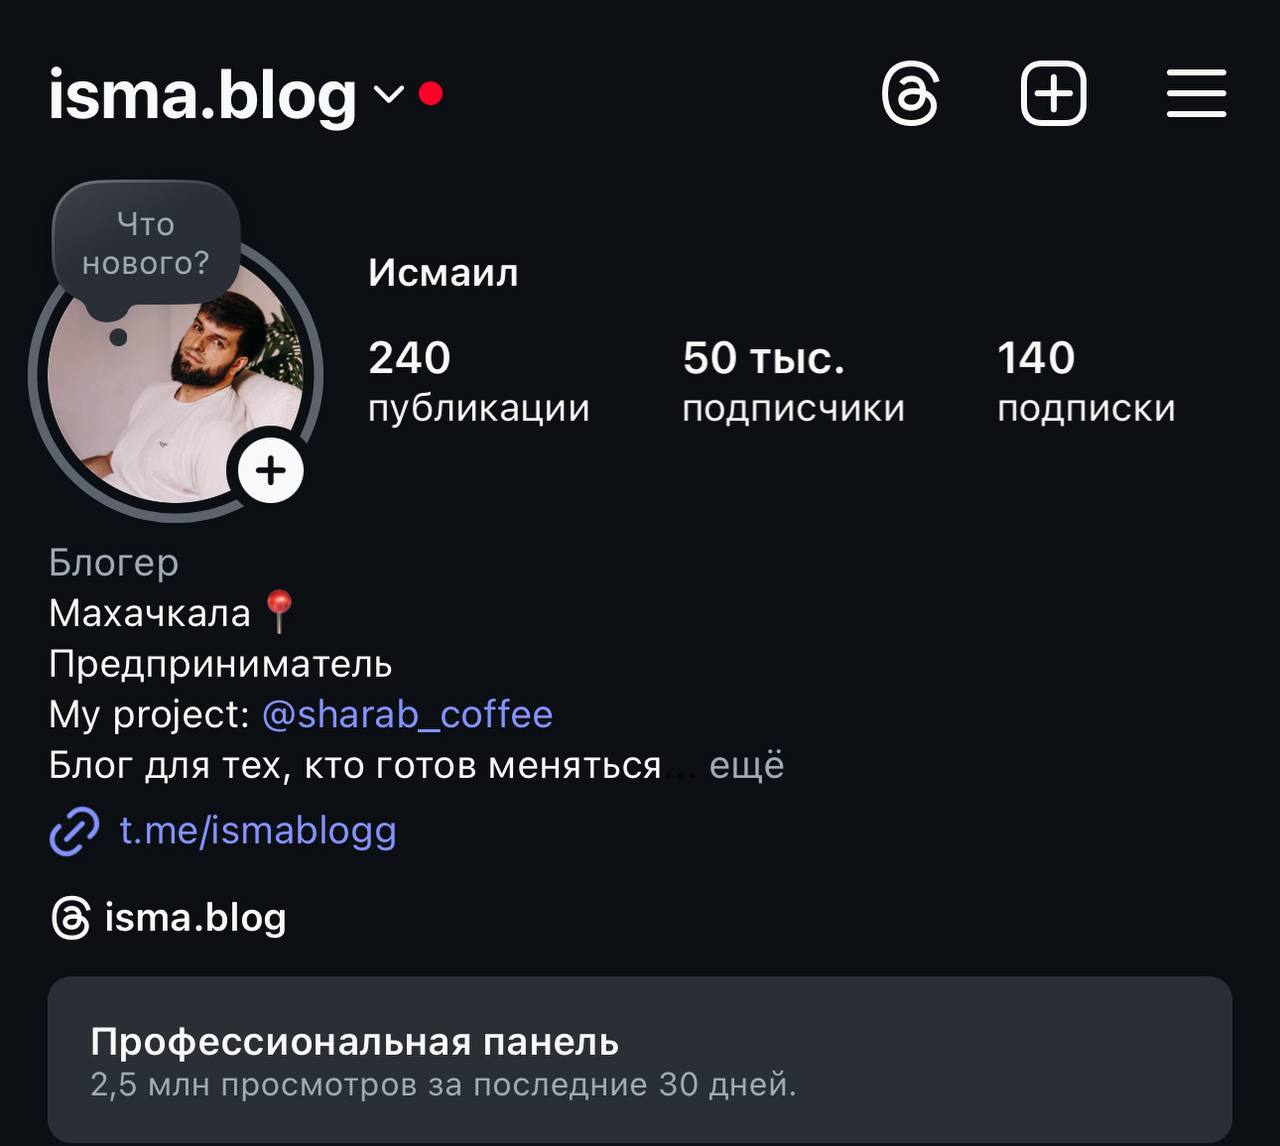 isma.blog
Что
нового?
Исмаил
240
публикации
50 тыс.
подписчики
140
подписки
Блогер
Махачкала📍
Предприниматель
My project: @sharab_coffee
Блог для тех, кто готов меняться... ещё
t.me/ismablogg
isma.blog
Профессиональная панель
2,5 млн просмотров за последние 30 дней.